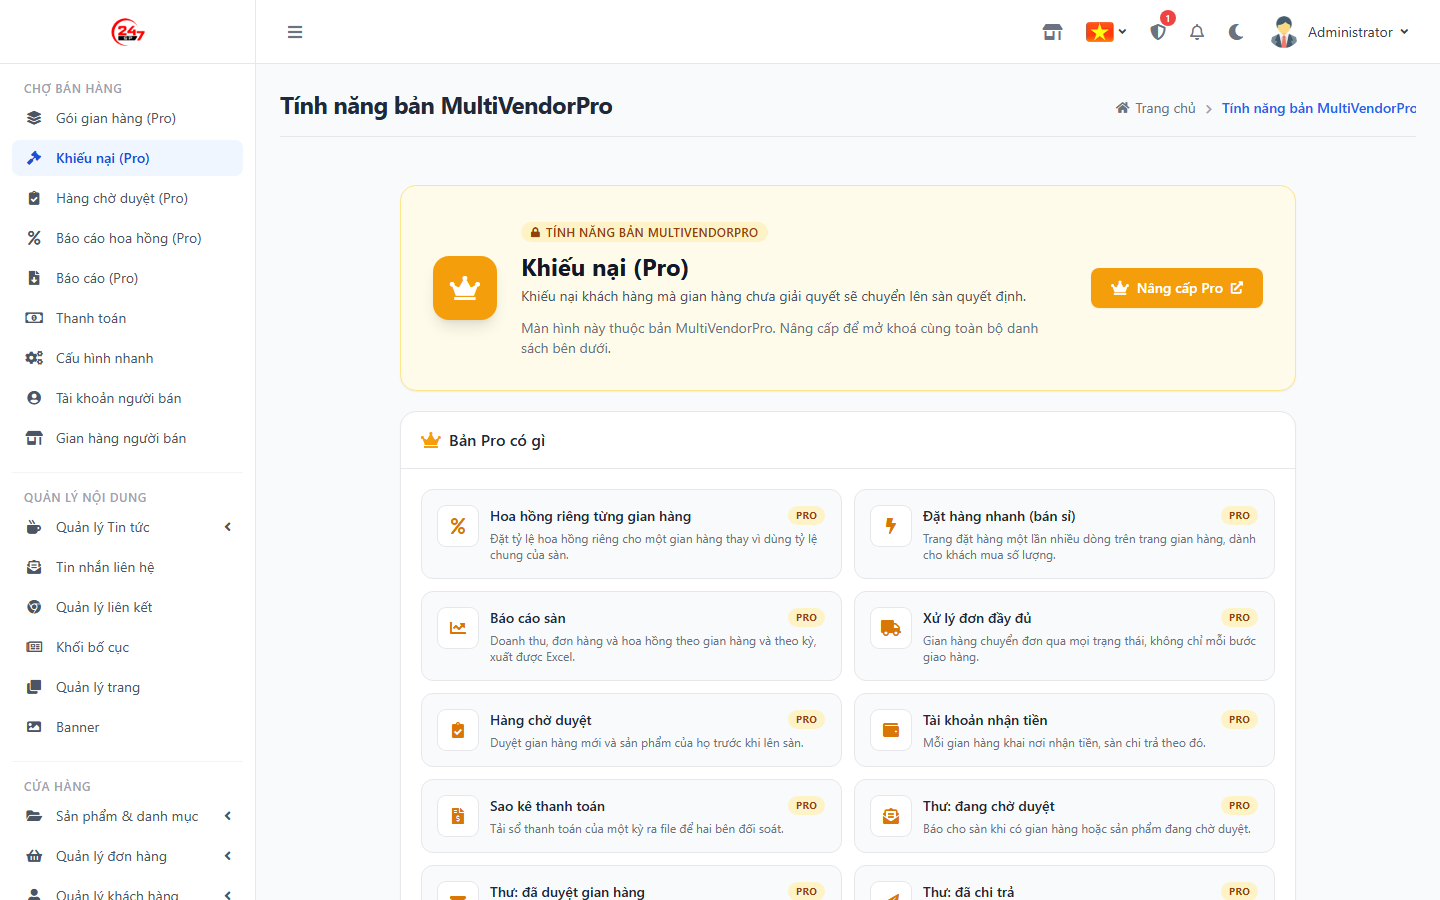 247
CHỢ BÁN HÀNG
Gói gian hàng (Pro)
Khiếu nại (Pro)
Hàng chờ duyệt (Pro)
Báo cáo hoa hồng (Pro)
Báo cáo (Pro)
Thanh toán
Cấu hình nhanh
Tài khoản người bán
Gian hàng người bán
QUẢN LÝ NỘI DUNG
Quản lý Tin tức
Tin nhắn liên hệ
Quản lý liên kết
Khối bố cục
Quản lý trang
Banner
CỬA HÀNG
Sản phẩm & danh mục
Quản lý đơn hàng
Quản lý khách hàng
1
Administrator
Tính năng bản MultiVendorPro
Trang chủ
Tính năng bản MultiVendorPro
TÍNH NĂNG BẢN MULTIVENDORPRO
Khiếu nại (Pro)
Khiếu nại khách hàng mà gian hàng chưa giải quyết sẽ chuyển lên sàn quyết định.
Màn hình này thuộc bản MultiVendorPro. Nâng cấp để mở khoá cùng toàn bộ danh
sách bên dưới.
Nâng cấp Pro
Bản Pro có gì
Hoa hồng riêng từng gian hàng
PRO
Đặt tỷ lệ hoa hồng riêng cho một gian hàng thay vì dùng tỷ lệ
chung của sàn.
Đặt hàng nhanh (bán sỉ)
PRO
Trang đặt hàng một lần nhiều dòng trên trang gian hàng, dành
cho khách mua số lượng.
Báo cáo sàn
PRO
Doanh thu, đơn hàng và hoa hồng theo gian hàng và theo kỳ,
xuất được Excel.
Xử lý đơn đầy đủ
PRO
Gian hàng chuyển đơn qua mọi trạng thái, không chỉ mỗi bước
giao hàng.
Hàng chờ duyệt
PRO
Duyệt gian hàng mới và sản phẩm của họ trước khi lên sàn.
Tài khoản nhận tiền
PRO
Mỗi gian hàng khai nơi nhận tiền, sàn chi trả theo đó.
Sao kê thanh toán
PRO
Tải sổ thanh toán của một kỳ ra file để hai bên đối soát.
Thư: đang chờ duyệt
PRO
Báo cho sàn khi có gian hàng hoặc sản phẩm đang chờ duyệt.
Thư: đã duyệt gian hàng
PRO
Thư: đã chi trả
PRO